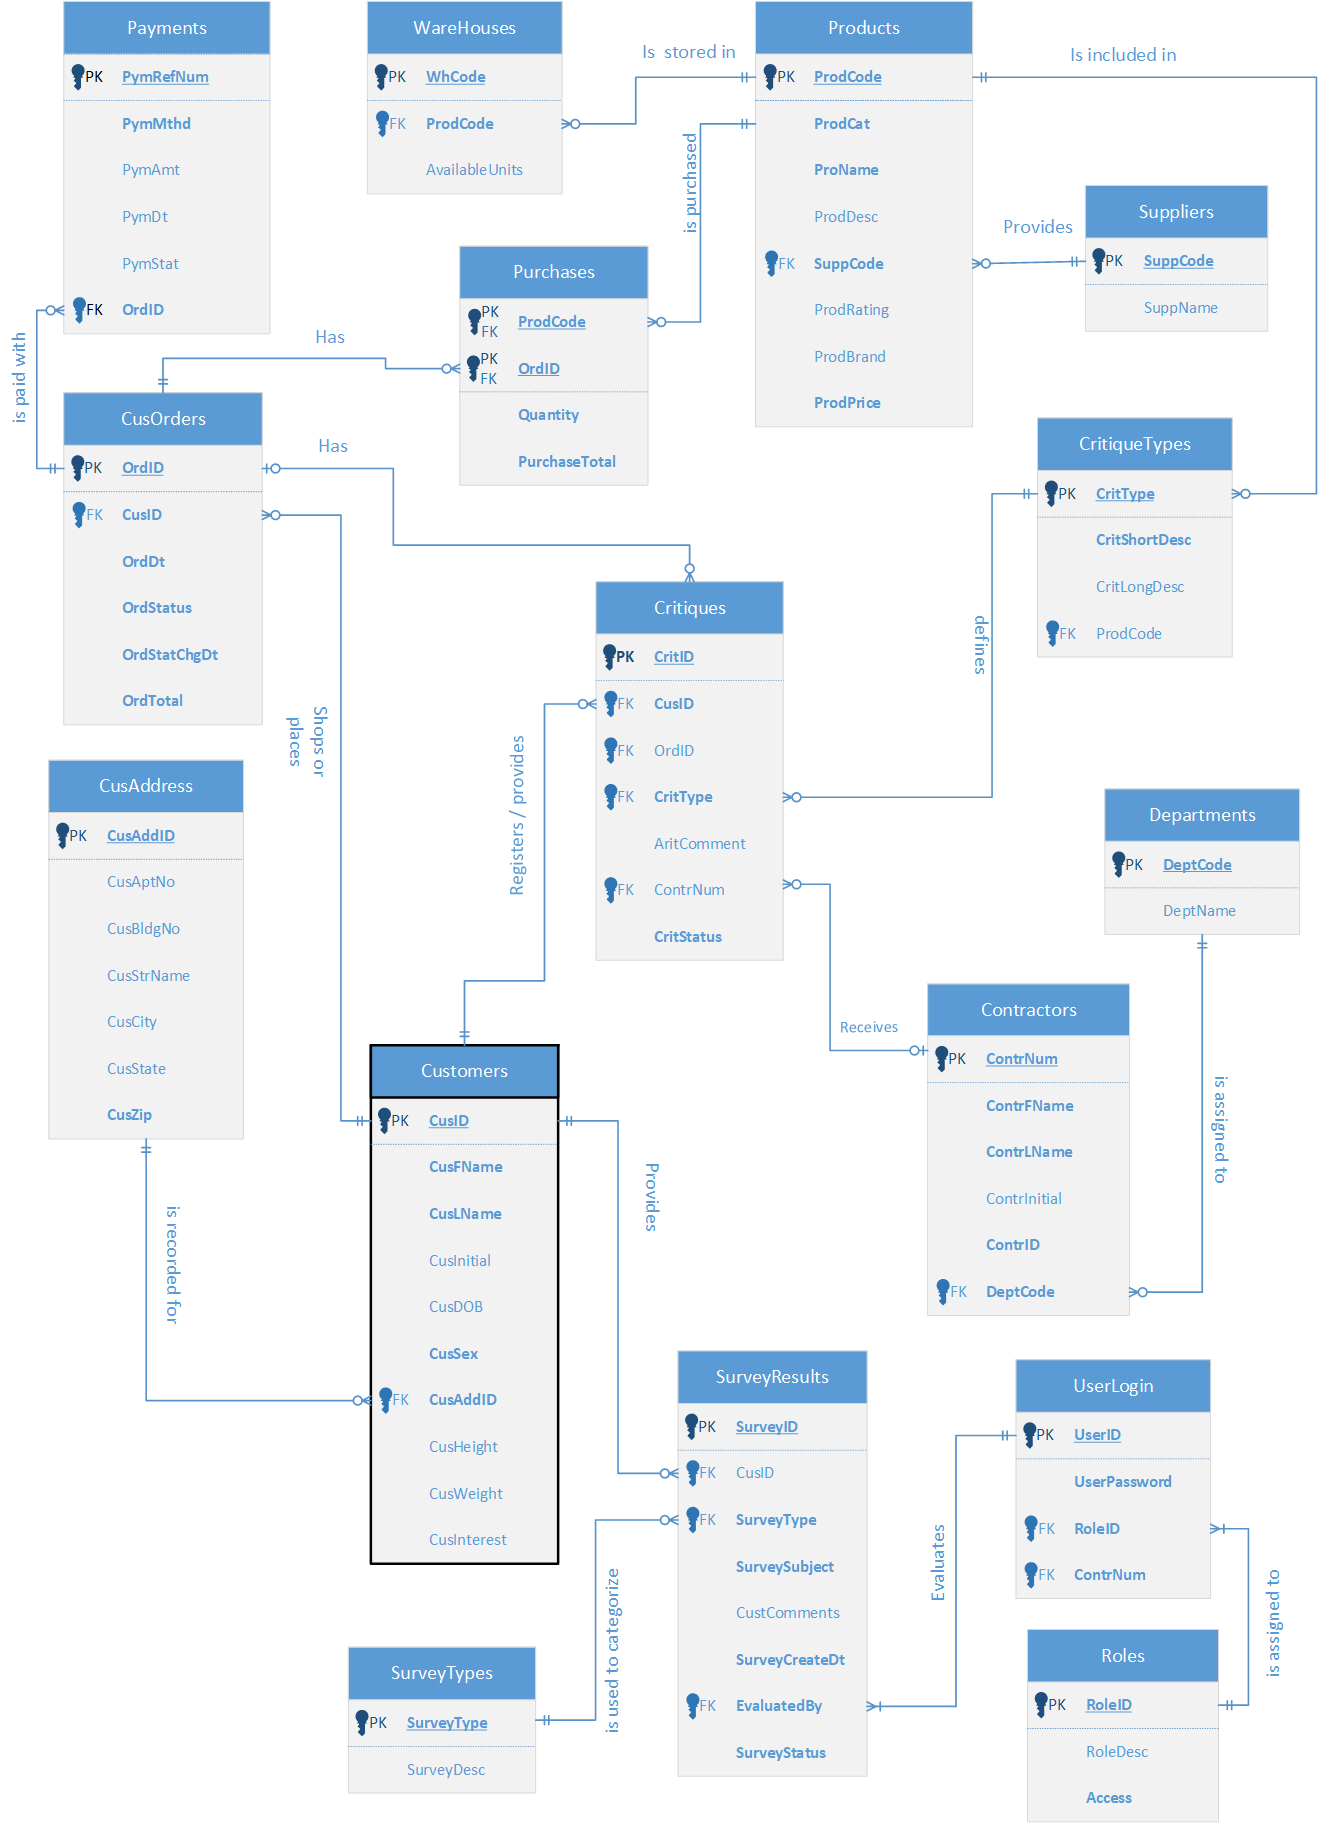 Payments
PK PymRefNum
PymMthd
PymAmt
PymDt
PymStat
FK OrdID
WareHouses
PK WhCode
FK ProdCode
AvailableUnits
Is stored in
Products
PK ProdCode
ProdCat
ProName
ProdDesc
FK SuppCode
ProdRating
ProdBrand
ProdPrice
Is included in
is purchased
Provides
Suppliers
PK SuppCode
SuppName
Purchases
PK
FK
ProdCode
PK
FK
OrdID
Quantity
PurchaseTotal
Has
is paid with
CusOrders
PK OrdID
FK CusID
OrdDt
OrdStatus
OrdStatChgDt
OrdTotal
Has
CritiqueTypes
PK CritType
CritShortDesc
CritLongDesc
FK ProdCode
defines
Critiques
PK CritID
FK CusID
FK OrdID
FK CritType
AritComment
FK ContrNum
CritStatus
Shops or
places
Registers / provides
CusAddress
PK CusAddID
CusAptNo
CusBldgNo
CusStrName
CusCity
CusState
CusZip
is recorded for
Departments
PK DeptCode
DeptName
Receives
Contractors
PK ContrNum
ContrFName
ContrLName
ContrInitial
ContrID
FK DeptCode
is assigned to
Customers
PK CusID
CusFName
CusLName
CusInitial
CusDOB
CusSex
FK CusAddID
CusHeight
CusWeight
CusInterest
Provides
SurveyResults
PK SurveyID
FK CusID
FK SurveyType
SurveySubject
CustComments
SurveyCreateDt
FK EvaluatedBy
SurveyStatus
Evaluates
UserLogin
PK UserID
UserPassword
FK RoleID
FK ContrNum
is assigned to
Roles
PK RoleID
RoleDesc
Access
is used to categorize
SurveyTypes
PK SurveyType
SurveyDesc